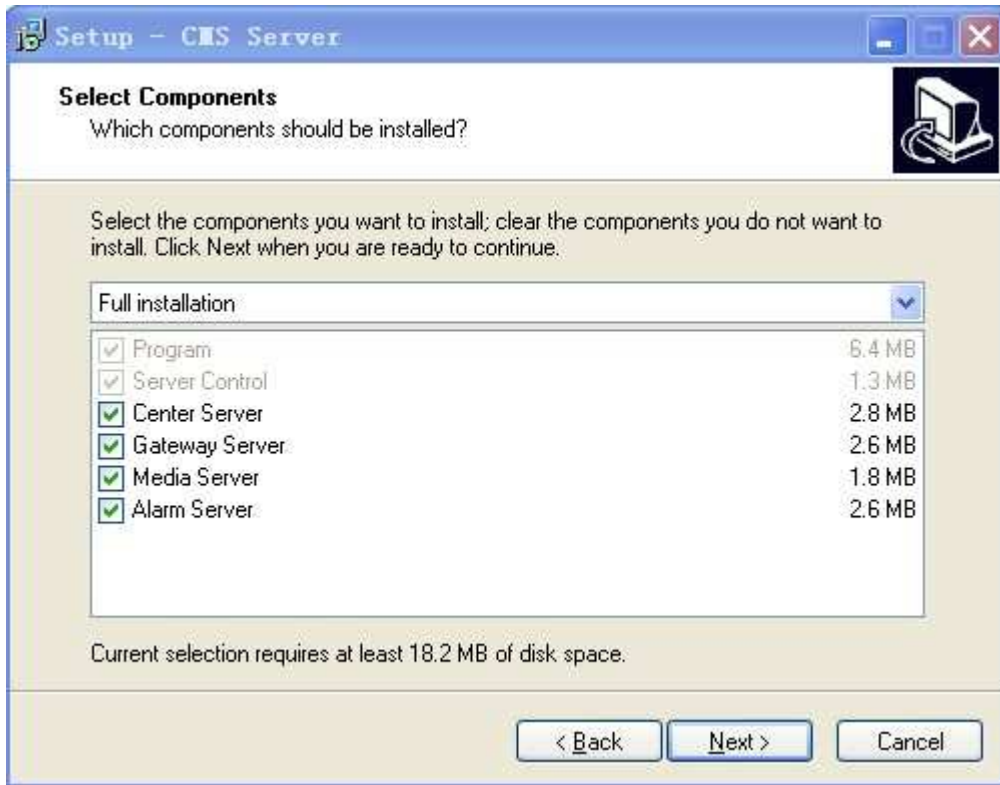 Setup - CMS Server
Select Components
Which components should be installed?
Select the components you want to install; clear the components you do not want to
install. Click Next when you are ready to continue.
Full installation
Program 6.4 MB
Server Control 1.3 MB
Center Server 2.8 MB
Gateway Server 2.6 MB
Media Server 1.8 MB
Alarm Server 2.6 MB
Current selection requires at least 18.2 MB of disk space.
< Back Next > Cancel